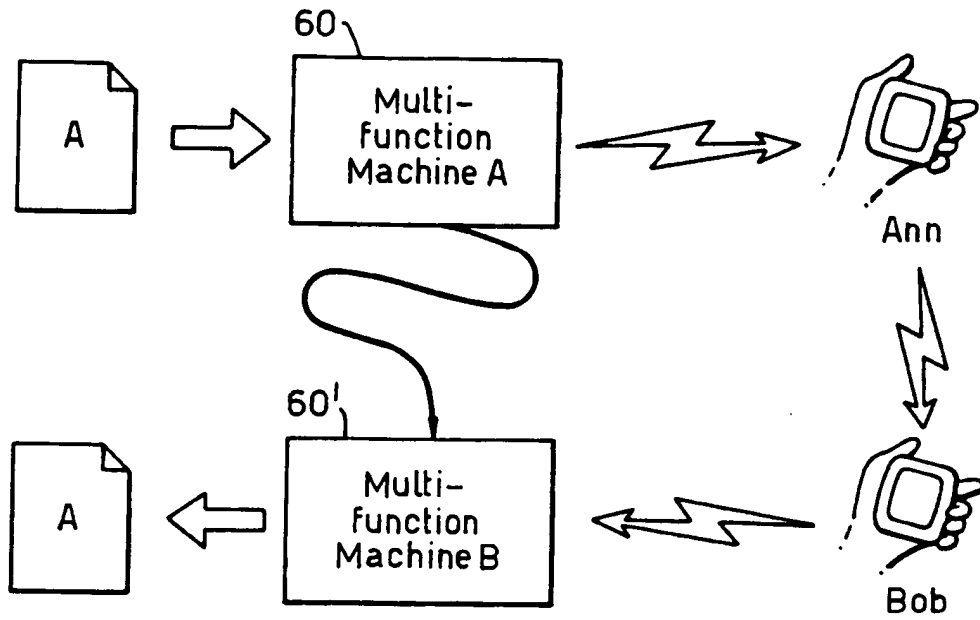 60
A
Multi-
function
Machine A
Ann
60'
A
Multi-
function
Machine B
Bob